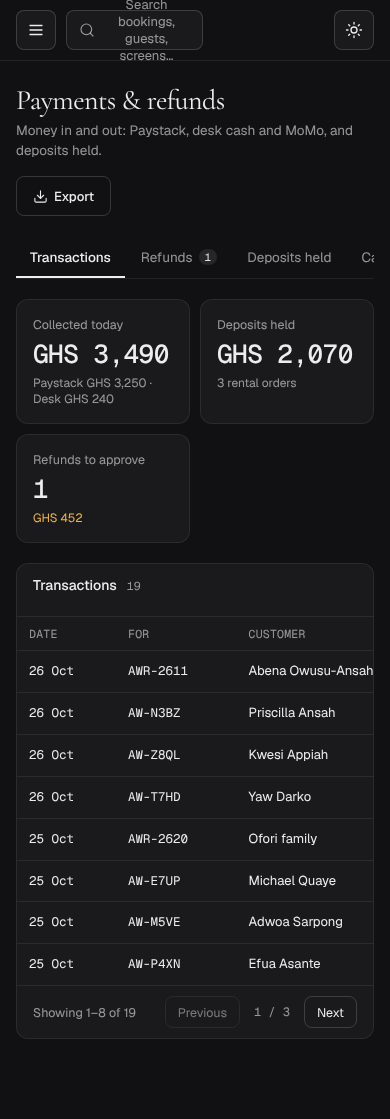 Search
bookings,
guests,
screens…
Payments & refunds
Money in and out: Paystack, desk cash and MoMo, and
deposits held.
Export
Transactions Refunds 1 Deposits held Ca
Collected today
GHS 3,490
Paystack GHS 3,250 ·
Desk GHS 240
Deposits held
GHS 2,070
3 rental orders
Refunds to approve
1
GHS 452
Transactions 19
DATE FOR CUSTOMER
26 Oct AWR-2611 Abena Owusu-Ansah
26 Oct AW-N3BZ Priscilla Ansah
26 Oct AW-Z8QL Kwesi Appiah
26 Oct AW-T7HD Yaw Darko
25 Oct AWR-2620 Ofori family
25 Oct AW-E7UP Michael Quaye
25 Oct AW-M5VE Adwoa Sarpong
25 Oct AW-P4XN Efua Asante
Showing 1–8 of 19 Previous 1 / 3 Next